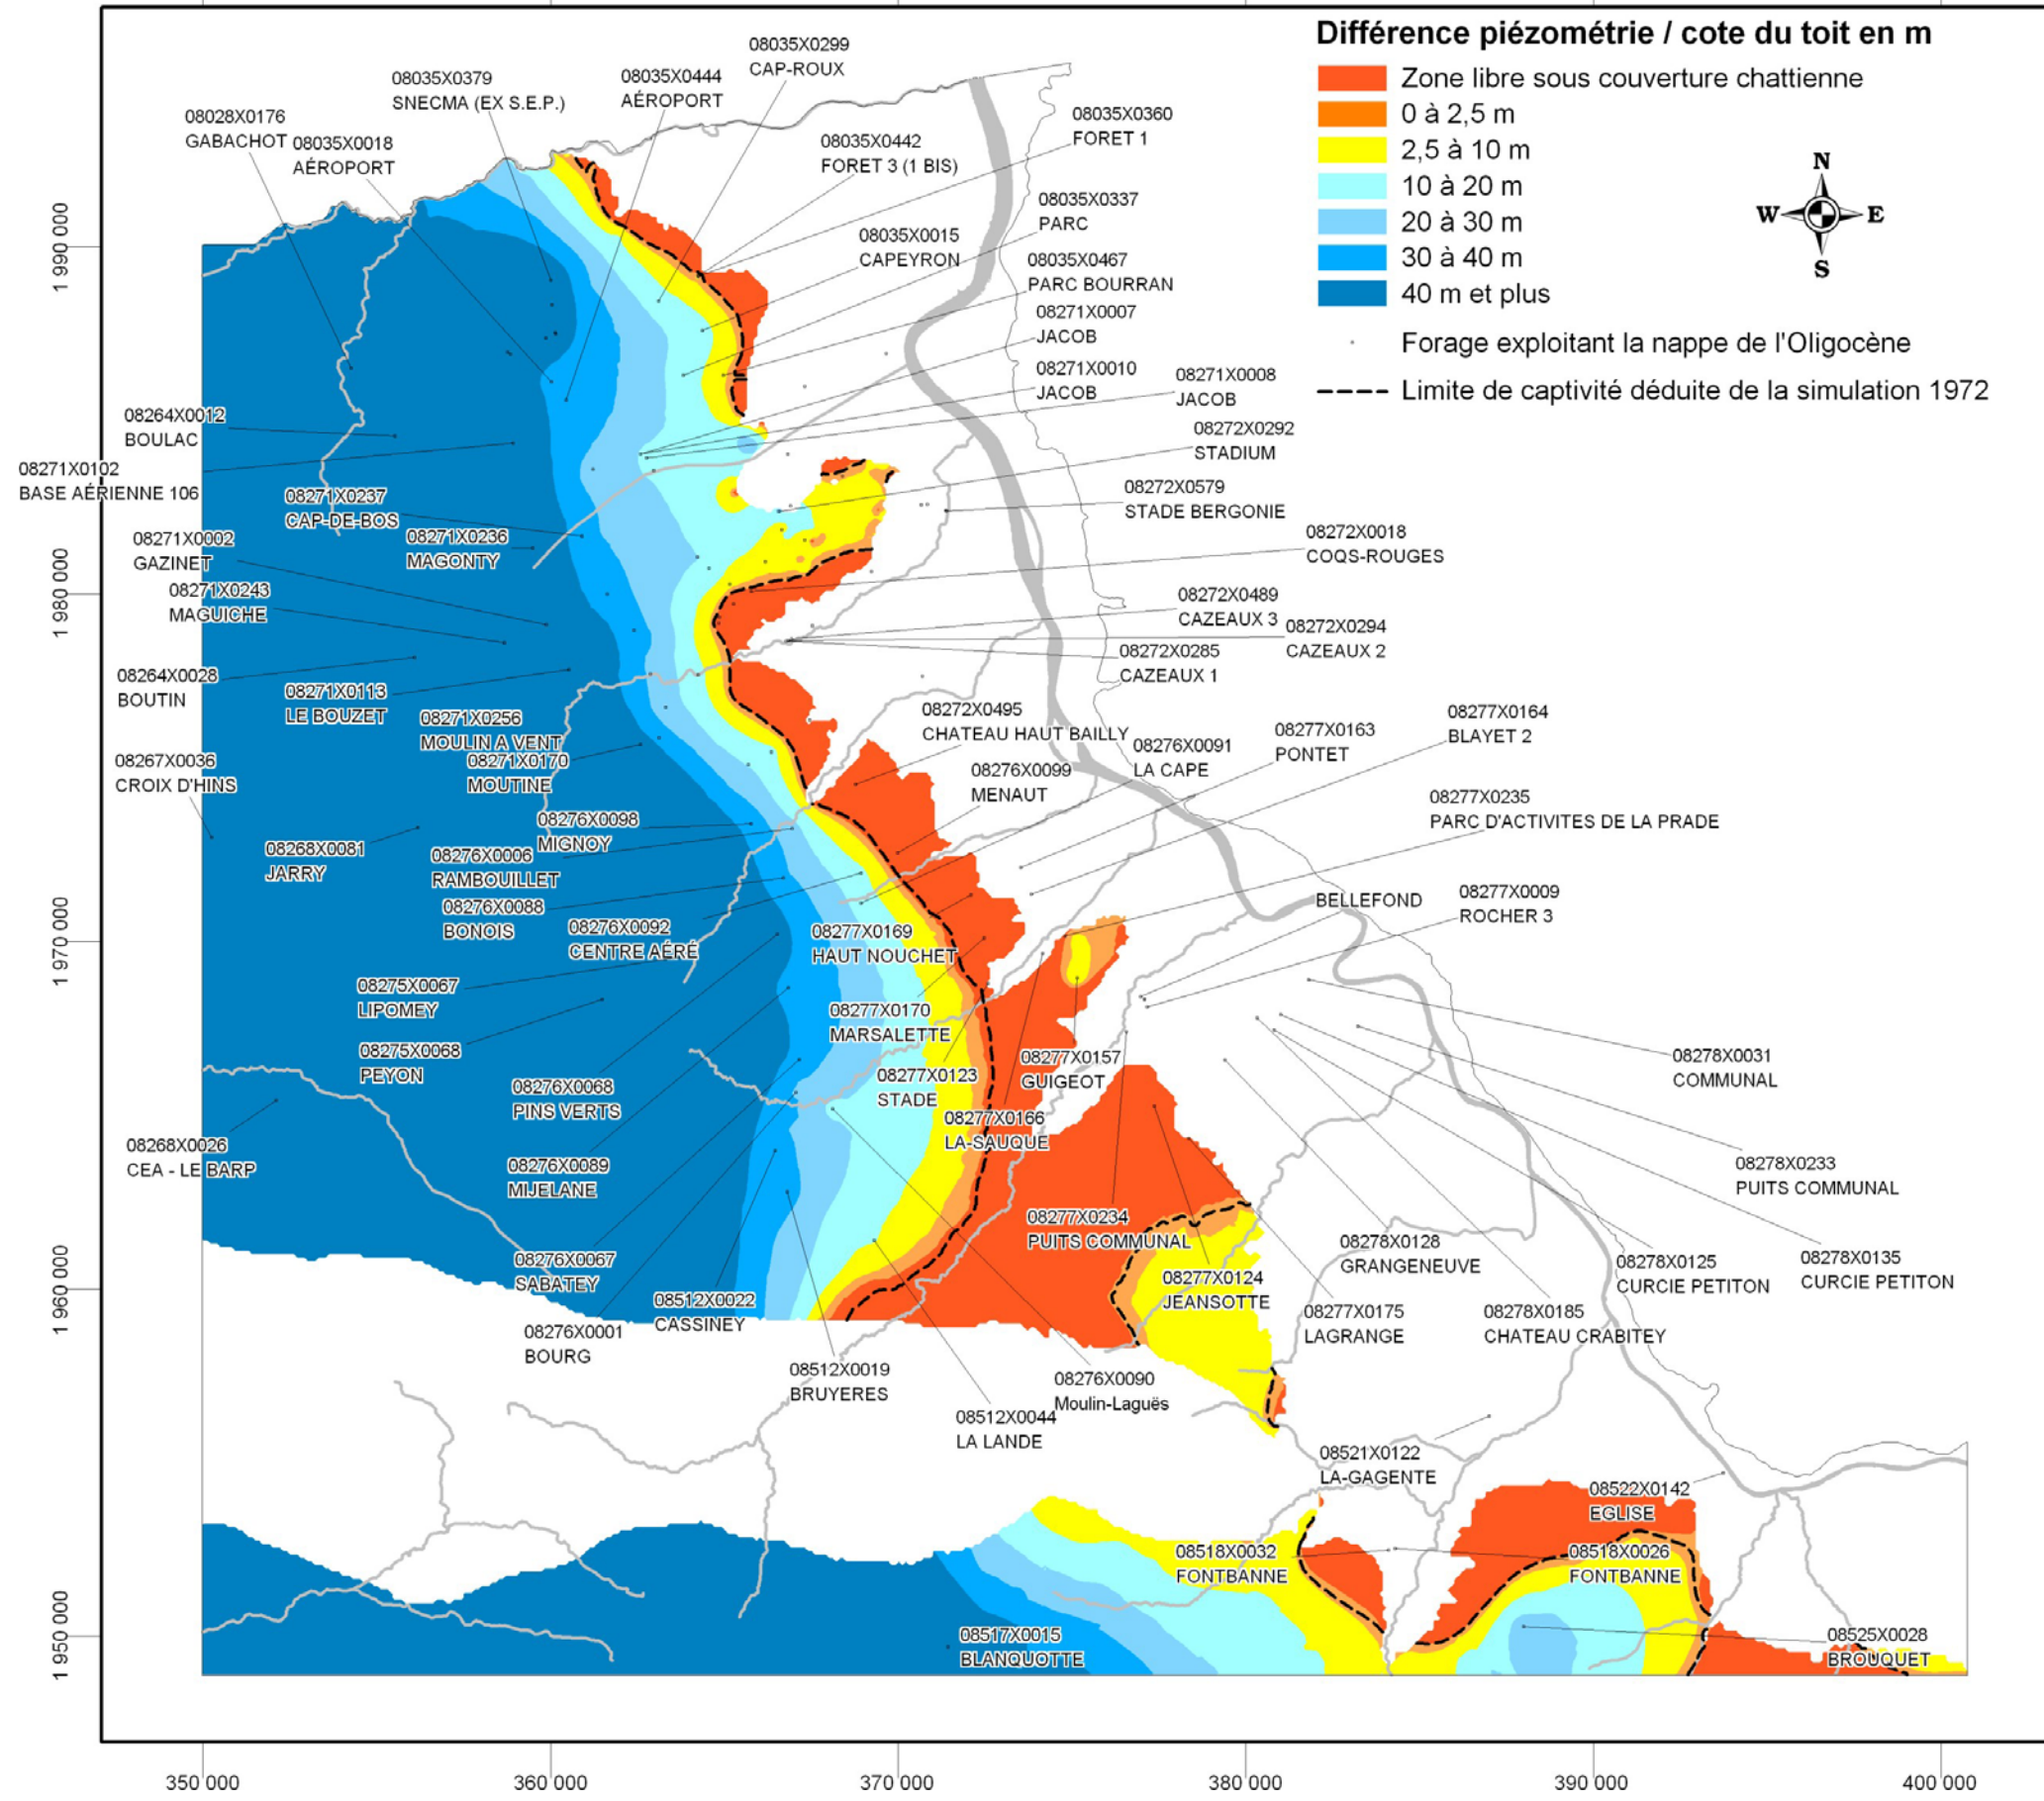 Différence piézométrie / cote du toit en m
Zone libre sous couverture chattienne
0 à 2,5 m
2,5 à 10 m
10 à 20 m
20 à 30 m
30 à 40 m
40 m et plus
Forage exploitant la nappe de l'Oligocène
Limite de captivité déduite de la simulation 1972
N
W
E
S
08035X0299
CAP-ROUX
08035X0379
SNECMA (EX S.E.P.)
08035X0444
AÉROPORT
08028X0176
GABACHOT
08035X0018
AÉROPORT
08035X0442
FORET 3 (1 BIS)
08035X0360
FORET 1
08035X0337
PARC
08035X0015
CAPEYRON
08035X0467
PARC BOURRAN
08271X0007
JACOB
08271X0010
JACOB
08271X0008
JACOB
08264X0012
BOULAC
08272X0292
STADIUM
08271X0102
BASE AÉRIENNE 106
08271X0237
CAP-DE-BOS
08272X0579
STADE BERGONIE
08271X0002
GAZINET
08271X0236
MAGONTY
08272X0018
COQS-ROUGES
08271X0243
MAGUICHE
08272X0489
CAZEAUX 3
08272X0294
CAZEAUX 2
08272X0285
CAZEAUX 1
08264X0028
BOUTIN
08271X0113
LE BOUZET
08271X0256
MOULIN A VENT
08271X0170
MOUTINE
08272X0495
CHATEAU HAUT BAILLY
08277X0164
BLAYET 2
08277X0163
PONTET
08276X0091
LA CAPE
08276X0099
MENAUT
08267X0036
CROIX D'HINS
08277X0235
PARC D'ACTIVITES DE LA PRADE
08276X0098
MIGNOY
08268X0081
JARRY
08276X0006
RAMBOUILLET
08276X0088
BONOIS
08276X0092
CENTRE AÉRÉ
08277X0169
HAUT NOUCHET
BELLEFOND
08277X0009
ROCHER 3
08275X0067
LIPOMEY
08277X0170
MARSALETTE
08275X0068
PEYON
08276X0068
PINS VERTS
08277X0123
STADE
08277X0157
GUIGEOT
08278X0031
COMMUNAL
08277X0166
LA-SAUQUE
08268X0026
CEA - LE BARP
08276X0089
MIJELANE
08278X0233
PUITS COMMUNAL
08277X0234
PUITS COMMUNAL
08276X0067
SABATEY
08278X0128
GRANGENEUVE
08278X0125
CURCIE PETITON
08278X0135
CURCIE PETITON
08277X0124
JEANSOTTE
08512X0022
CASSINEY
08277X0175
LAGRANGE
08278X0185
CHATEAU CRABITEY
08276X0001
BOURG
08512X0019
BRUYERES
08276X0090
Moulin-Laguës
08512X0044
LA LANDE
08521X0122
LA-GAGENTE
08522X0142
EGLISE
08518X0032
FONTBANNE
08518X0026
FONTBANNE
08517X0015
BLANQUOTTE
08525X0028
BROUQUET
1 990 000
1 980 000
1 970 000
1 960 000
1 950 000
350 000
360 000
370 000
380 000
390 000
400 000